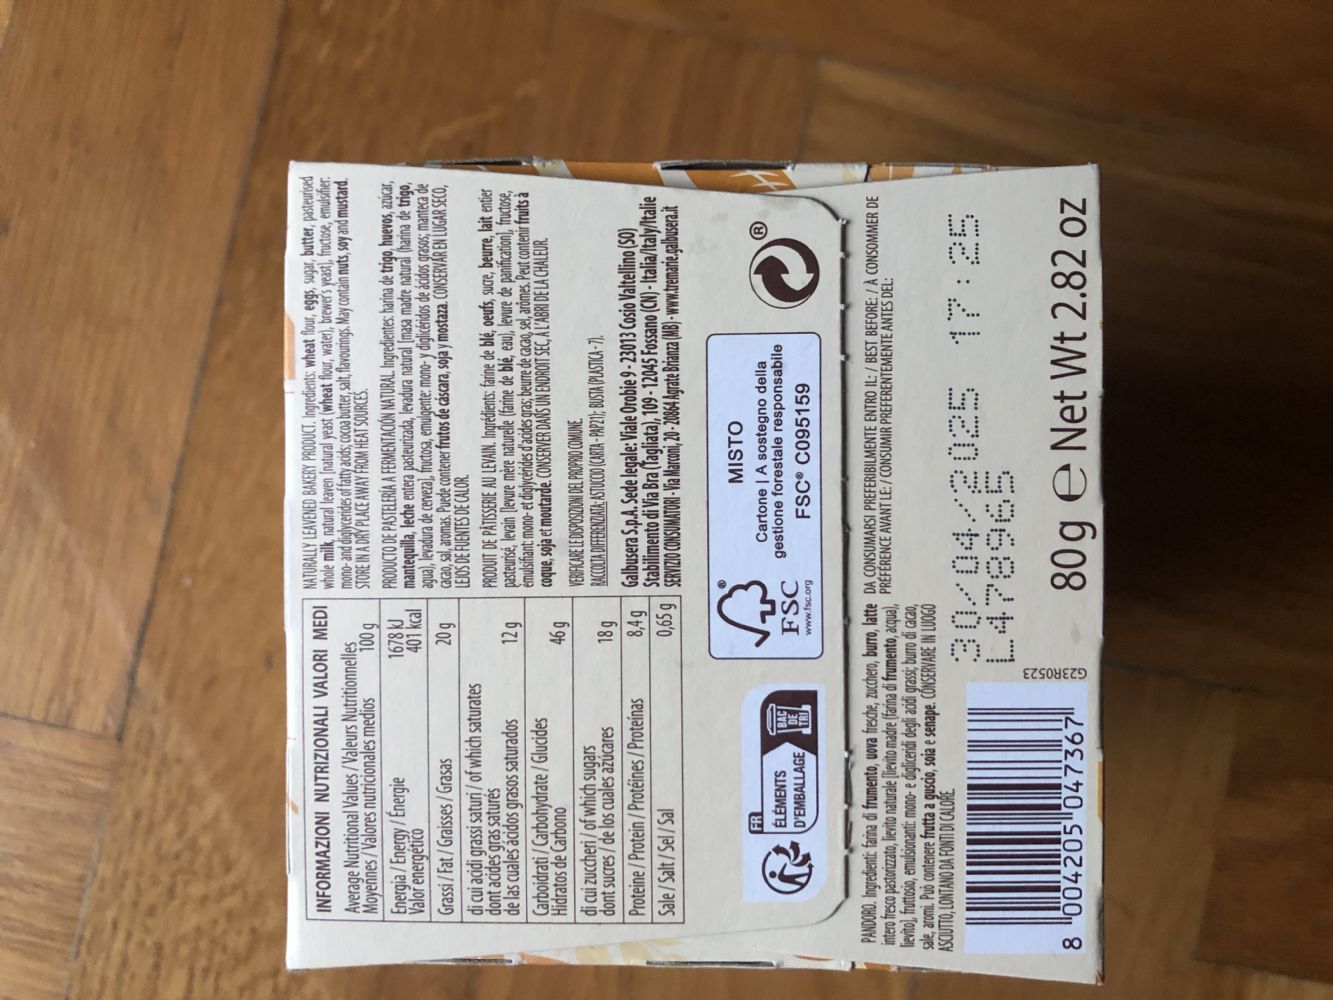 INFORMAZIONI NUTRIZIONALI VALORI MEDI
Average Nutritional Values / Valeurs Nutritionnelles
Moyennes / Valores nutricionales medios 100 g
Energia / Energy / Énergie 1678 kJ
Valor energético 401 kcal
Grassi / Fat / Graisses / Grasas 20 g
di cui acidi grassi saturi / of which saturates
dont acides gras saturés
de las cuales ácidos grasos saturados 12 g
Carboidrati / Carbohydrate / Glucides
Hidratos de Carbono 46 g
di cui zuccheri / of which sugars
dont sucres / de los cuales azúcares 18 g
Proteine / Protein / Protéines / Proteínas 8,4 g
Sale / Salt / Sel / Sal 0,65 g
NATURALLY LEAVENED BAKERY PRODUCT. Ingredients: wheat flour, eggs, sugar, butter, pasteurised
whole milk, natural leaven [natural yeast (wheat flour, water), brewer's yeast], fructose, emulsifier:
mono- and diglycerides of fatty acids; cocoa butter, salt, flavourings. May contain nuts, soy and mustard.
STORE IN A DRY PLACE AWAY FROM HEAT SOURCES.
PRODUCTO DE PASTELERÍA A FERMENTACIÓN NATURAL. Ingredientes: harina de trigo, huevos, azúcar,
mantequilla, leche entera pasteurizada, levadura natural [masa madre natural (harina de trigo,
agua), levadura de cerveza], fructosa, emulgente: mono- y diglicéridos de ácidos grasos; manteca de
cacao, sal, aromas. Puede contener frutos de cáscara, soja y mostaza. CONSERVAR EN LUGAR SECO,
LEJOS DE FUENTES DE CALOR.
PRODUIT DE PÂTISSERIE AU LEVAIN. Ingrédients: farine de blé, oeufs, sucre, beurre, lait entier
pasteurisé, levain [levure mère naturelle (farine de blé, eau), levure de panification], fructose,
émulsifiant: mono- et diglycérides d'acides gras; beurre de cacao, sel, arômes. Peut contenir fruits à
coque, soja et moutarde. CONSERVER DANS UN ENDROIT SEC, À L'ABRI DE LA CHALEUR.
VERIFICARE LE DISPOSIZIONI DEL PROPRIO COMUNE.
RACCOLTA DIFFERENZIATA: ASTUCCIO (CARTA - PAP21); BUSTA (PLASTICA - 7).
Galbusera S.p.A. Sede legale: Viale Orobie 9 - 23013 Cosio Valtellino (SO)
Stabilimento di Via Bra (Tagliata), 109 - 12045 Fossano (CN) - Italia/Italy/Italie
SERVIZIO CONSUMATORI - Via Marconi, 20 - 20864 Agrate Brianza (MB) - www.tremarie.galbusera.it
FR
ÉLÉMENTS
D'EMBALLAGE
BAC
DE
TRI
®
FSC
www.fsc.org
MISTO
Cartone | A sostegno della
gestione forestale responsabile
FSC® C095159
®
PANDORO. Ingredienti: farina di frumento, uova fresche, zucchero, burro, latte
intero fresco pastorizzato, lievito naturale [lievito madre (farina di frumento, acqua),
lievito], fruttosio, emulsionanti: mono- e digliceridi degli acidi grassi; burro di cacao,
sale, aromi. Può contenere frutta a guscio, soia e senape. CONSERVARE IN LUOGO
ASCIUTTO, LONTANO DA FONTI DI CALORE.
DA CONSUMARSI PREFERIBILMENTE ENTRO IL: / BEST BEFORE: / À CONSOMMER DE
PRÉFÉRENCE AVANT LE: / CONSUMIR PREFERENTEMENTE ANTES DEL:
30/04/2025 17:25
L478965
G23R0523
8 004205 047367
80 g e Net Wt 2.82 oz